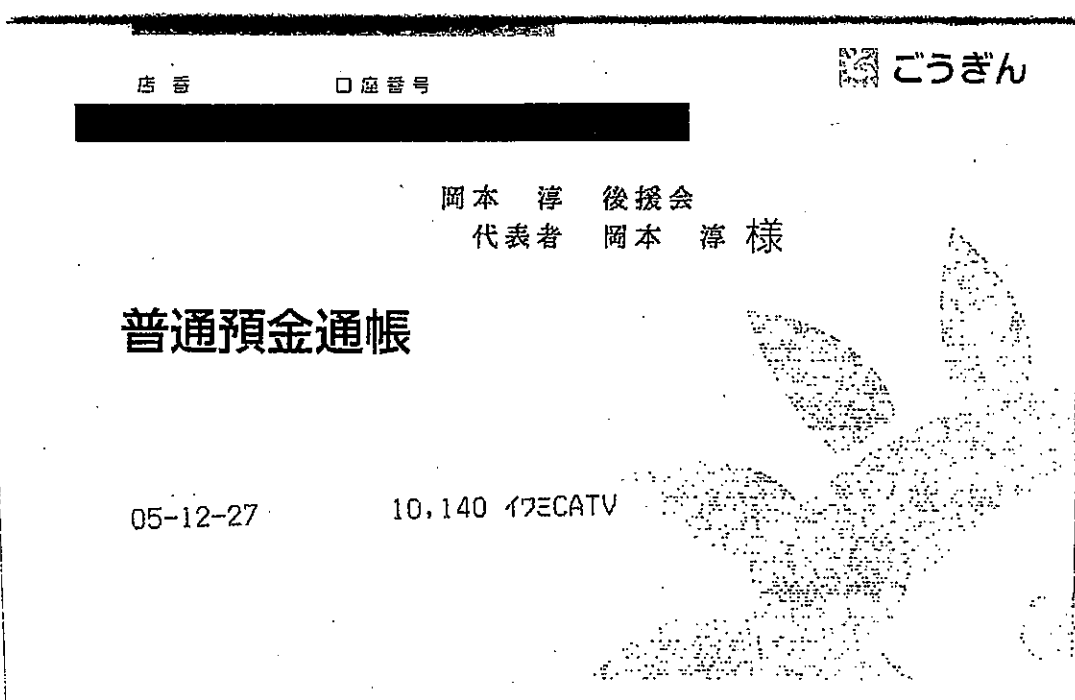 ごうぎん
店番 口座番号
岡本 淳 後援会
代表者 岡本 淳 様
普通預金通帳
05-12-27 10,140 イワミCATV